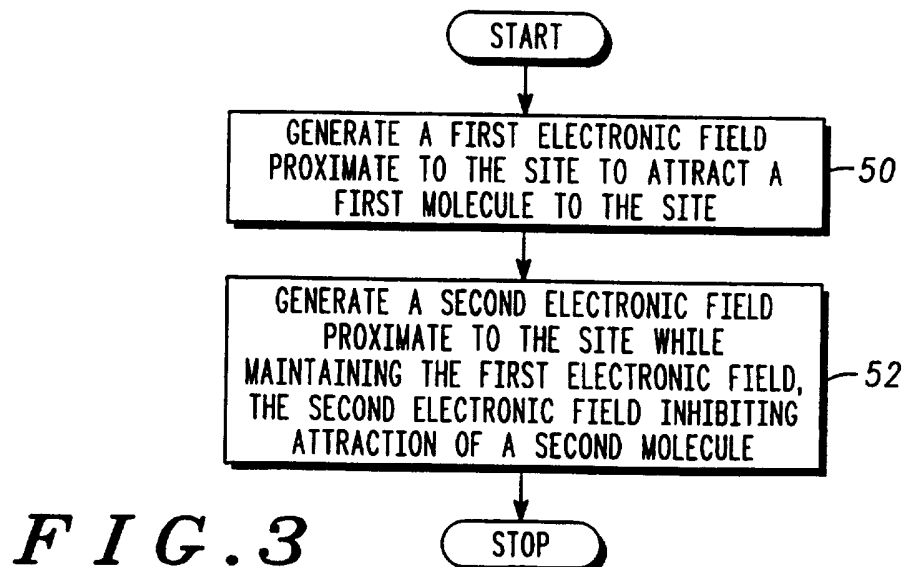 START
GENERATE A FIRST ELECTRONIC FIELD
PROXIMATE TO THE SITE TO ATTRACT A
FIRST MOLECULE TO THE SITE
50
GENERATE A SECOND ELECTRONIC FIELD
PROXIMATE TO THE SITE WHILE
MAINTAINING THE FIRST ELECTRONIC FIELD,
THE SECOND ELECTRONIC FIELD INHIBITING
ATTRACTION OF A SECOND MOLECULE
52
STOP
FIG.3